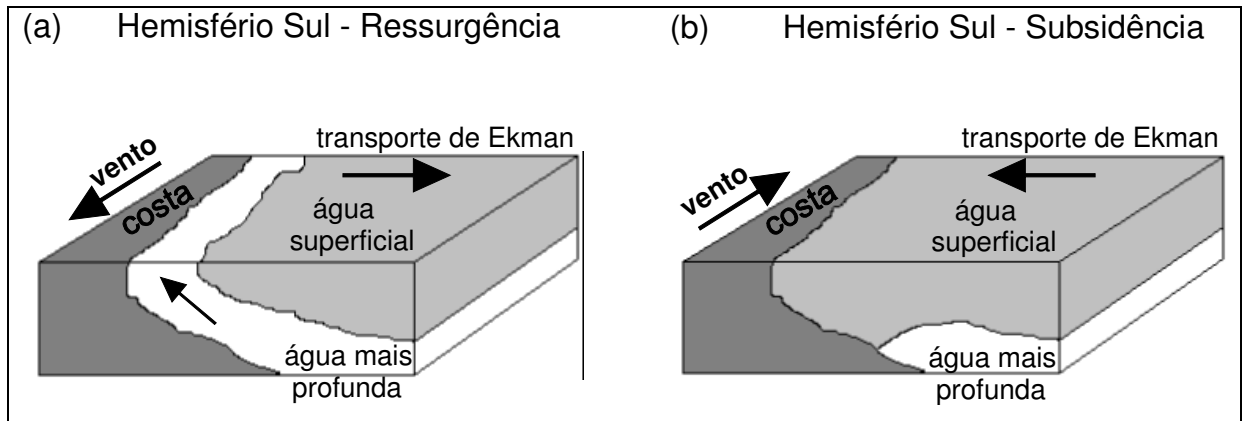 (a) Hemisfério Sul - Ressurgência
transporte de Ekman
vento
costa
água
superficial
água mais
profunda
(b) Hemisfério Sul - Subsidência
transporte de Ekman
vento
costa
água
superficial
água mais
profunda